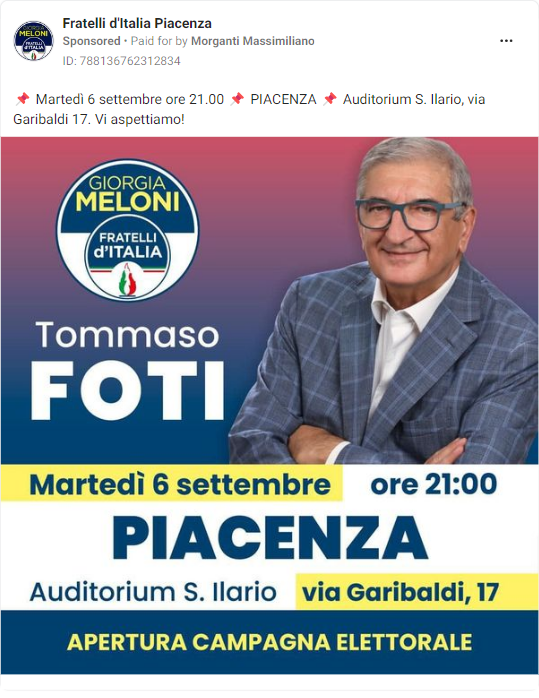 Fratelli d'Italia Piacenza
Sponsored • Paid for by Morganti Massimiliano
ID: 788136762312834
📌 Martedì 6 settembre ore 21.00 📌 PIACENZA 📌 Auditorium S. Ilario, via
Garibaldi 17. Vi aspettiamo!
GIORGIA
MELONI
FRATELLI
d'ITALIA
Tommaso
FOTI
Martedì 6 settembre ore 21:00
PIACENZA
Auditorium S. Ilario via Garibaldi, 17
APERTURA CAMPAGNA ELETTORALE